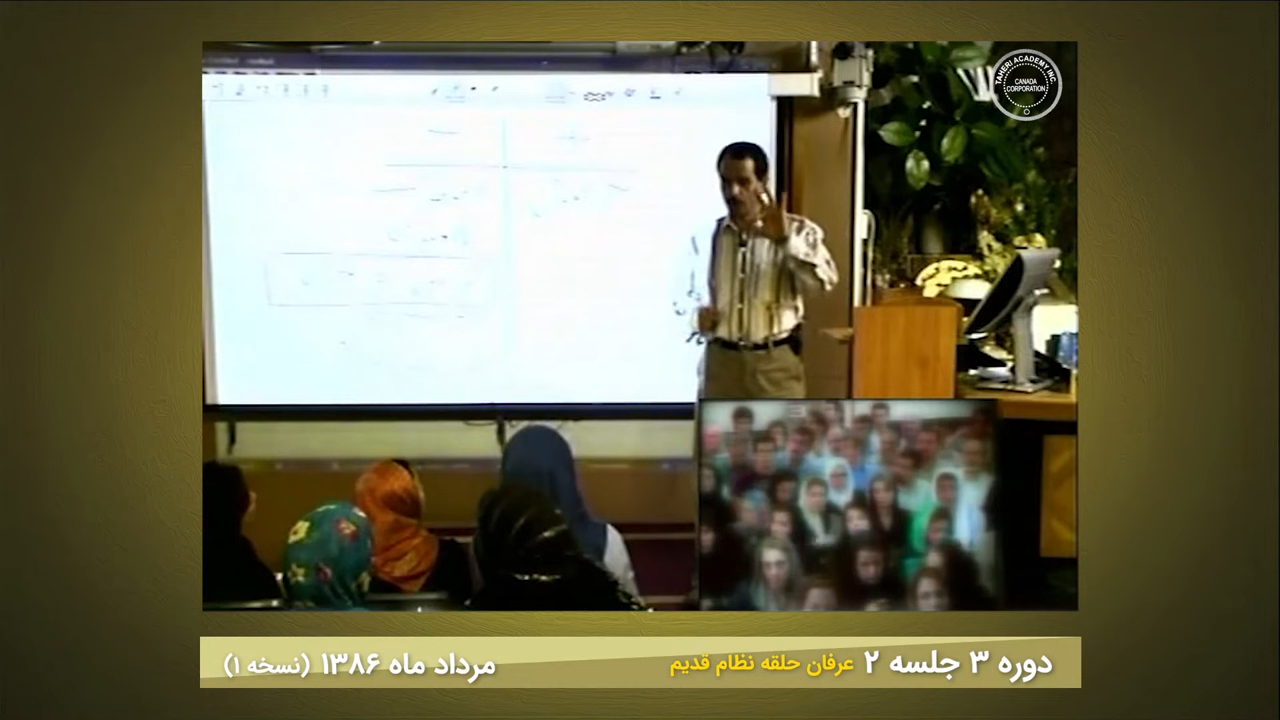 TAHERI ACADEMY INC.
CANADA
CORPORATION
دوره ۳ جلسه ۲ عرفان حلقه نظام قدیم
مرداد ماه ۱۳۸۶ (نسخه ۱)